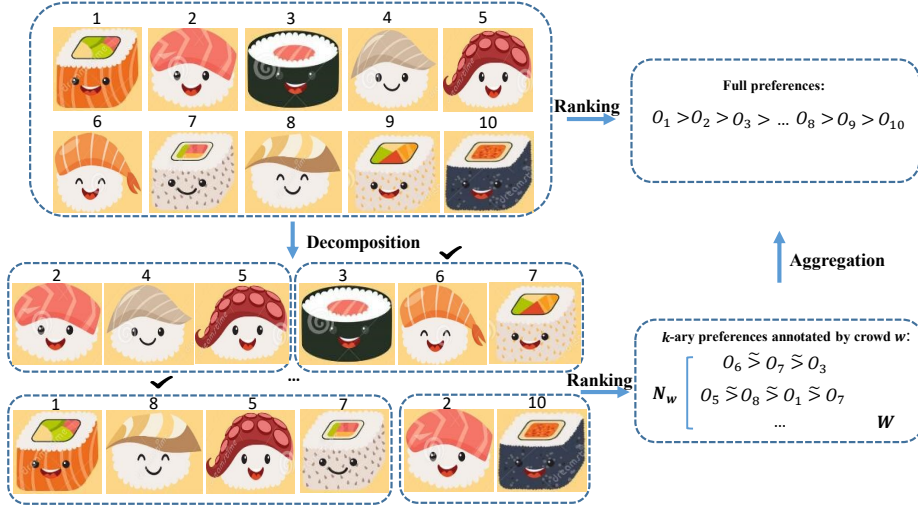 1 2 3 4 5
6 7 8 9 10
Ranking
Full preferences:
O₁ > O₂ > O₃ > ... O₈ > O₉ > O₁₀
Decomposition
Aggregation
✓
2 4 5 3 6 7
...
✓
1 8 5 7 2 10
Ranking
k-ary preferences annotated by crowd w:
O₆ >̃ O₇ >̃ O₃
N_w O₅ >̃ O₈ >̃ O₁ >̃ O₇
... W